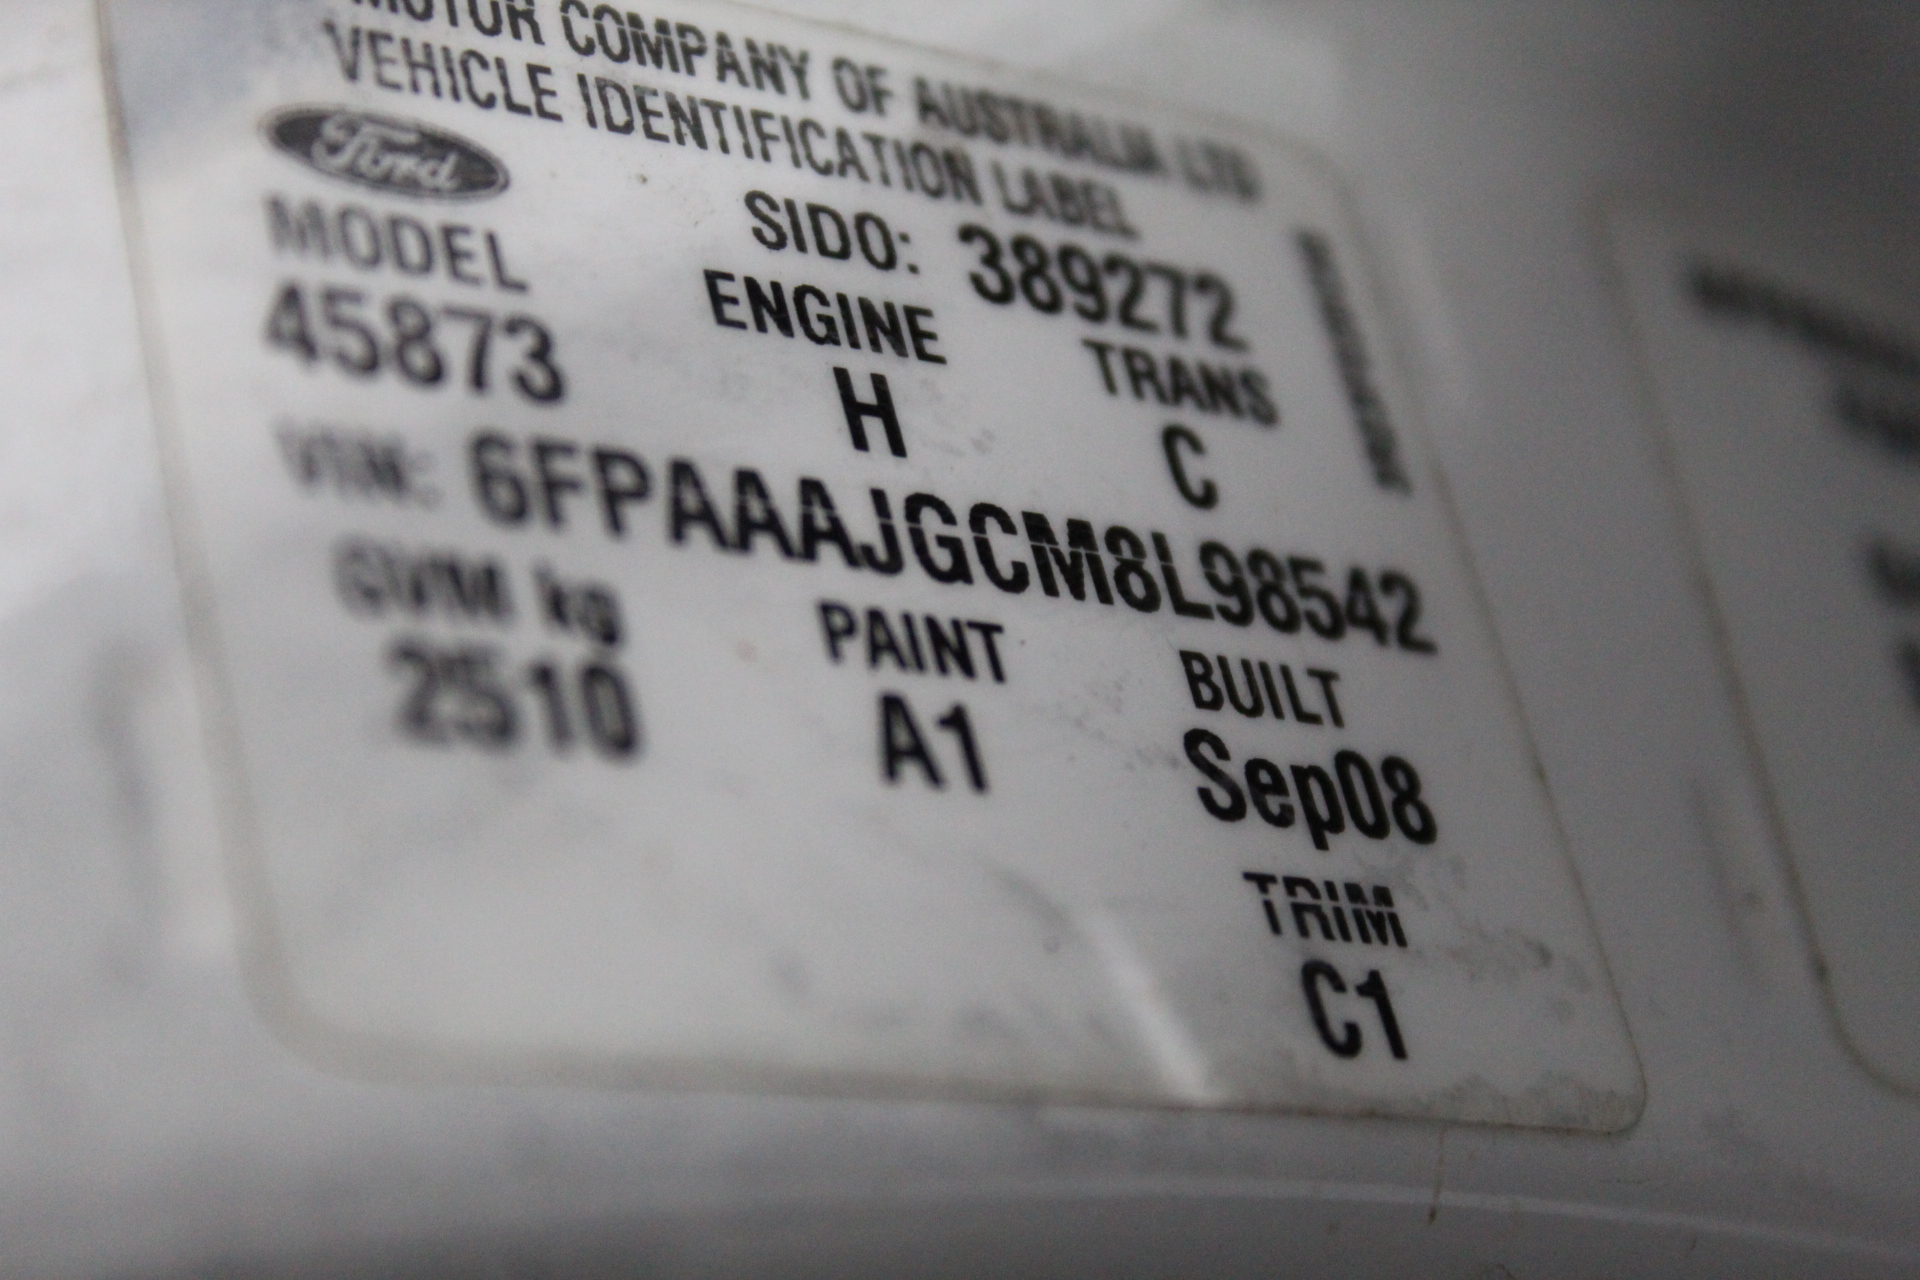 MOTOR COMPANY OF AUSTRALIA LTD
VEHICLE IDENTIFICATION LABEL
Ford
SIDO: 389272
MODEL ENGINE TRANS
45873 H C
VIN: 6FPAAAJGCM8L98542
GVM kg PAINT BUILT
2510 A1 Sep08
TRIM
C1